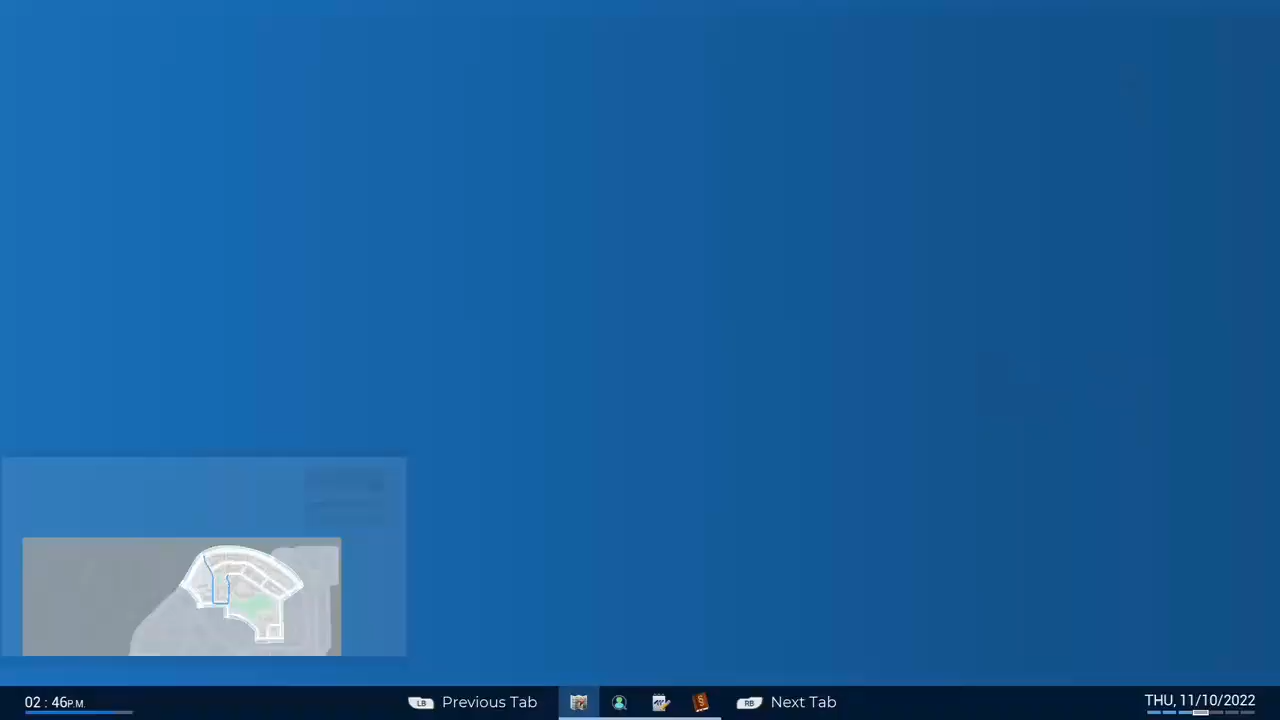 02 : 46P.M.
LB Previous Tab
RB Next Tab
THU, 11/10/2022